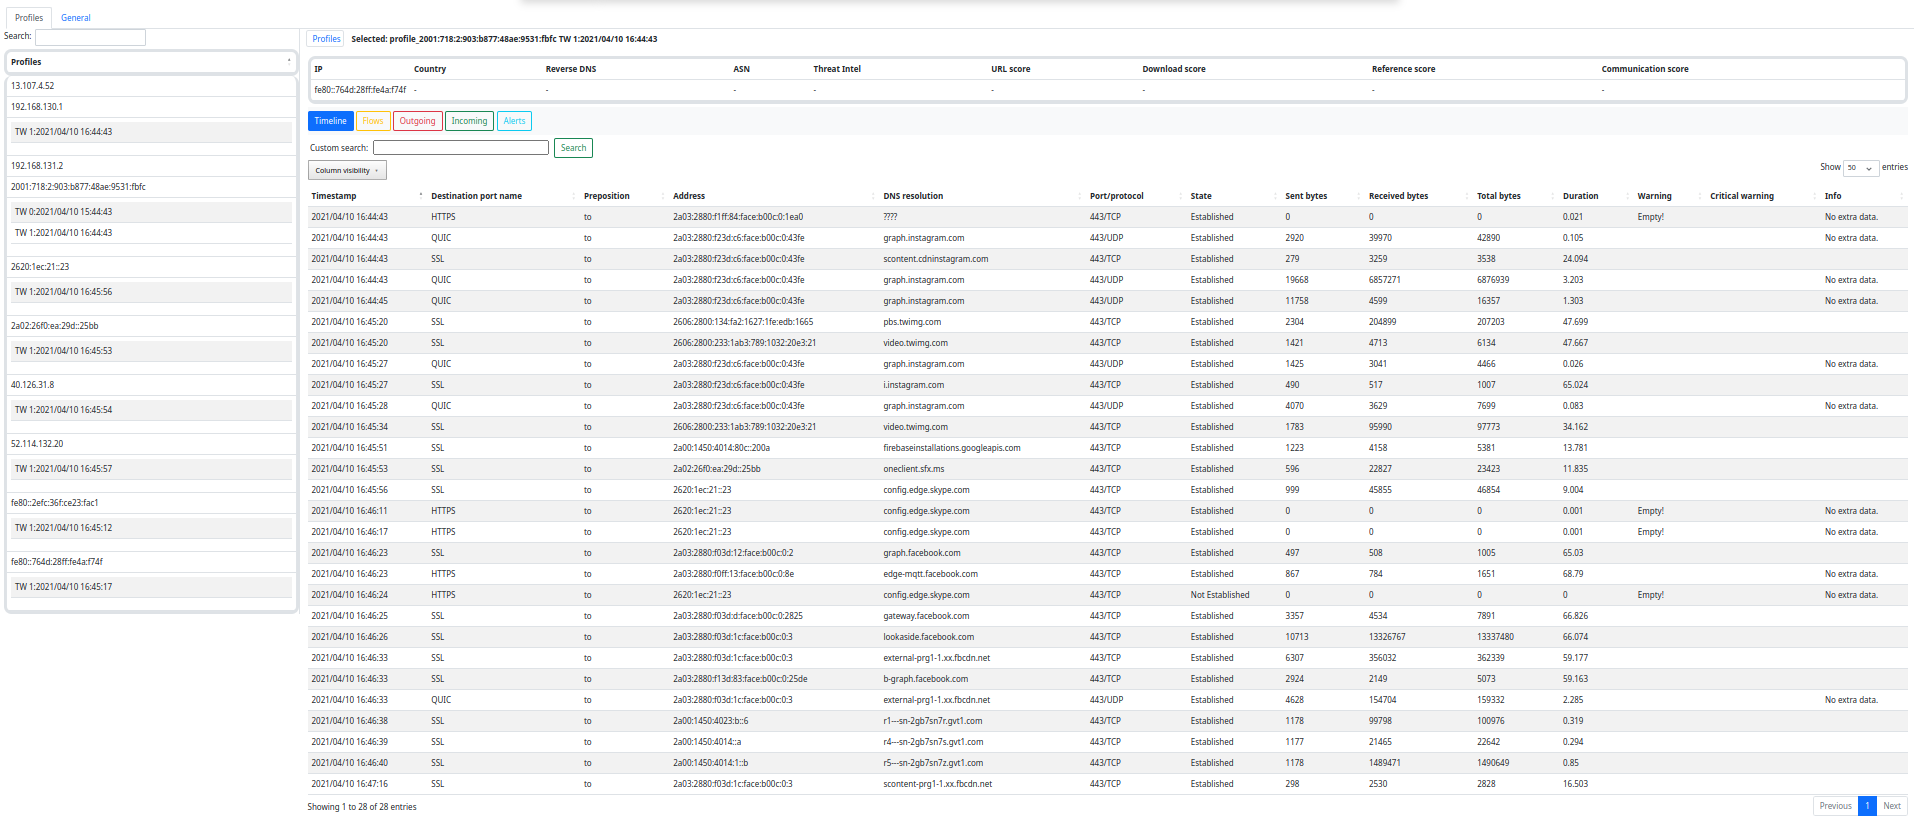 Profiles General
Search:
Profiles
13.107.4.52
192.168.130.1
TW 1:2021/04/10 16:44:43
192.168.131.2
2001:718:2:903:b877:48ae:9531:fbfc
TW 0:2021/04/10 15:44:43
TW 1:2021/04/10 16:44:43
2620:1ec:21::23
TW 1:2021/04/10 16:45:56
2a02:26f0:ea:29d::25bb
TW 1:2021/04/10 16:45:53
40.126.31.8
TW 1:2021/04/10 16:45:54
52.114.132.20
TW 1:2021/04/10 16:45:57
fe80::2efc:36f:ce23:fac1
TW 1:2021/04/10 16:45:12
fe80::764d:28ff:fe4a:f74f
TW 1:2021/04/10 16:45:17
Profiles Selected: profile_2001:718:2:903:b877:48ae:9531:fbfc TW 1:2021/04/10 16:44:43
IP Country Reverse DNS ASN Threat Intel URL score Download score Reference score Communication score
fe80::764d:28ff:fe4a:f74f - - - - - - - -
Timeline Flows Outgoing Incoming Alerts
Custom search: Search
Column visibility Show 50 entries
Timestamp Destination port name Preposition Address DNS resolution Port/protocol State Sent bytes Received bytes Total bytes Duration Warning Critical warning Info
2021/04/10 16:44:43 HTTPS to 2a03:2880:f1ff:84:face:b00c:0:1ea0 ???? 443/TCP Established 0 0 0 0.021 Empty! No extra data.
2021/04/10 16:44:43 QUIC to 2a03:2880:f23d:c6:face:b00c:0:43fe graph.instagram.com 443/UDP Established 2920 39970 42890 0.105 No extra data.
2021/04/10 16:44:43 SSL to 2a03:2880:f23d:c6:face:b00c:0:43fe scontent.cdninstagram.com 443/TCP Established 279 3259 3538 24.094
2021/04/10 16:44:43 QUIC to 2a03:2880:f23d:c6:face:b00c:0:43fe graph.instagram.com 443/UDP Established 19668 6857271 6876939 3.203 No extra data.
2021/04/10 16:44:45 QUIC to 2a03:2880:f23d:c6:face:b00c:0:43fe graph.instagram.com 443/UDP Established 11758 4599 16357 1.303 No extra data.
2021/04/10 16:45:20 SSL to 2606:2800:134:fa2:1627:1fe:edb:1665 pbs.twimg.com 443/TCP Established 2304 204899 207203 47.699
2021/04/10 16:45:20 SSL to 2606:2800:233:1ab3:789:1032:20e3:21 video.twimg.com 443/TCP Established 1421 4713 6134 47.667
2021/04/10 16:45:27 QUIC to 2a03:2880:f23d:c6:face:b00c:0:43fe graph.instagram.com 443/UDP Established 1425 3041 4466 0.026 No extra data.
2021/04/10 16:45:27 SSL to 2a03:2880:f23d:c6:face:b00c:0:43fe i.instagram.com 443/TCP Established 490 517 1007 65.024
2021/04/10 16:45:28 QUIC to 2a03:2880:f23d:c6:face:b00c:0:43fe graph.instagram.com 443/UDP Established 4070 3629 7699 0.083 No extra data.
2021/04/10 16:45:34 SSL to 2606:2800:233:1ab3:789:1032:20e3:21 video.twimg.com 443/TCP Established 1783 95990 97773 34.162
2021/04/10 16:45:51 SSL to 2a00:1450:4014:80c::200a firebaseinstallations.googleapis.com 443/TCP Established 1223 4158 5381 13.781
2021/04/10 16:45:53 SSL to 2a02:26f0:ea:29d::25bb oneclient.sfx.ms 443/TCP Established 596 22827 23423 11.835
2021/04/10 16:45:56 SSL to 2620:1ec:21::23 config.edge.skype.com 443/TCP Established 999 45855 46854 9.004
2021/04/10 16:46:11 HTTPS to 2620:1ec:21::23 config.edge.skype.com 443/TCP Established 0 0 0 0.001 Empty! No extra data.
2021/04/10 16:46:17 HTTPS to 2620:1ec:21::23 config.edge.skype.com 443/TCP Established 0 0 0 0.001 Empty! No extra data.
2021/04/10 16:46:23 SSL to 2a03:2880:f03d:12:face:b00c:0:2 graph.facebook.com 443/TCP Established 497 508 1005 65.03
2021/04/10 16:46:23 HTTPS to 2a03:2880:f0ff:13:face:b00c:0:8e edge-mqtt.facebook.com 443/TCP Established 867 784 1651 68.79 No extra data.
2021/04/10 16:46:24 HTTPS to 2620:1ec:21::23 config.edge.skype.com 443/TCP Not Established 0 0 0 0 Empty! No extra data.
2021/04/10 16:46:25 SSL to 2a03:2880:f03d:d:face:b00c:0:2825 gateway.facebook.com 443/TCP Established 3357 4534 7891 66.826
2021/04/10 16:46:26 SSL to 2a03:2880:f03d:1c:face:b00c:0:3 lookaside.facebook.com 443/TCP Established 10713 13326767 13337480 66.074
2021/04/10 16:46:33 SSL to 2a03:2880:f03d:1c:face:b00c:0:3 external-prg1-1.xx.fbcdn.net 443/TCP Established 6307 356032 362339 59.177
2021/04/10 16:46:33 SSL to 2a03:2880:f13d:83:face:b00c:0:25de b-graph.facebook.com 443/TCP Established 2924 2149 5073 59.163
2021/04/10 16:46:33 QUIC to 2a03:2880:f03d:1c:face:b00c:0:3 external-prg1-1.xx.fbcdn.net 443/UDP Established 4628 154704 159332 2.285 No extra data.
2021/04/10 16:46:38 SSL to 2a00:1450:4023:b::6 r1---sn-2gb7sn7r.gvt1.com 443/TCP Established 1178 99798 100976 0.319
2021/04/10 16:46:39 SSL to 2a00:1450:4014::a r4---sn-2gb7sn7s.gvt1.com 443/TCP Established 1177 21465 22642 0.294
2021/04/10 16:46:40 SSL to 2a00:1450:4014:1::b r5---sn-2gb7sn7z.gvt1.com 443/TCP Established 1178 1489471 1490649 0.85
2021/04/10 16:47:16 SSL to 2a03:2880:f03d:1c:face:b00c:0:3 scontent-prg1-1.xx.fbcdn.net 443/TCP Established 298 2530 2828 16.503
Showing 1 to 28 of 28 entries Previous 1 Next